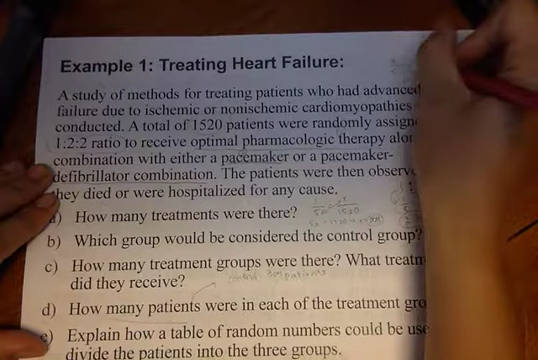 Example 1: Treating Heart Failure:
A study of methods for treating patients who had advanced
failure due to ischemic or nonischemic cardiomyopathies
conducted. A total of 1520 patients were randomly assign
1:2:2 ratio to receive optimal pharmacologic therapy alon
combination with either a pacemaker or a pacemaker-
defibrillator combination. The patients were then observe
they died or were hospitalized for any cause.
a) How many treatments were there?
b) Which group would be considered the control group?
c) How many treatment groups were there? What treatm
did they receive?
control
d) How many patients were in each of the treatment gro
e) Explain how a table of random numbers could be use
divide the patients into the three groups.